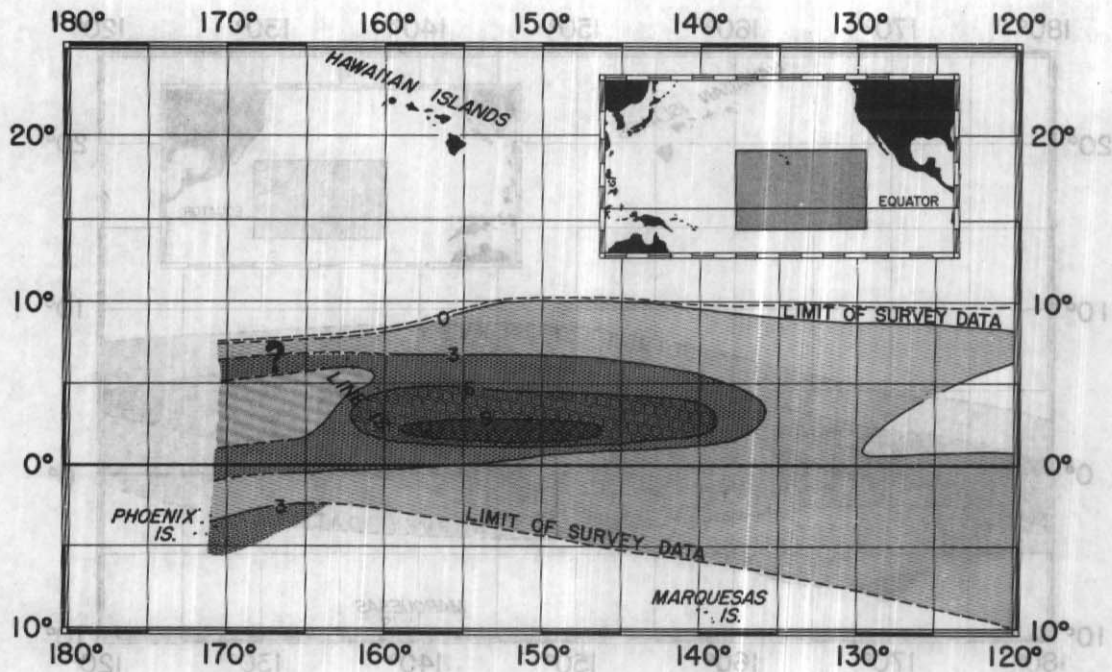 180° 170° 160° 150° 140° 130° 120°
HAWAIIAN ISLANDS
20° 20°
EQUATOR
10° 10°
0
LIMIT OF SURVEY DATA
?
3
6
LINE IS.
9
0° 0°
3
PHOENIX
IS.
LIMIT OF SURVEY DATA
MARQUESAS
IS.
10° 10°
180° 170° 160° 150° 140° 130° 120°